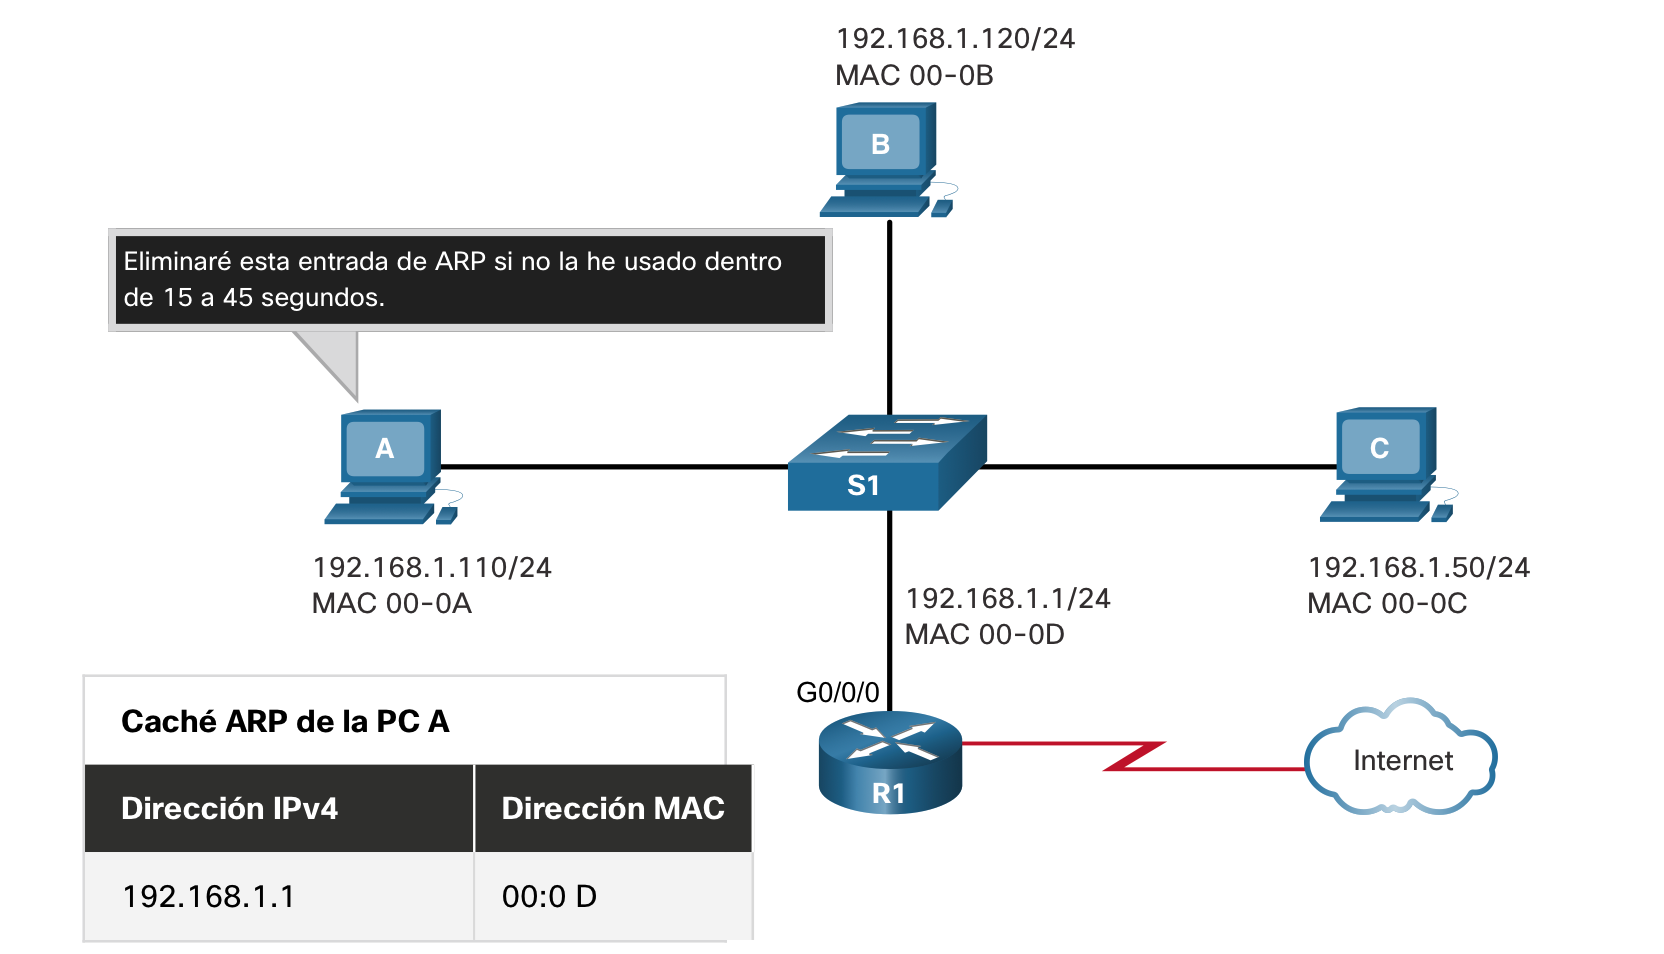 192.168.1.120/24
MAC 00-0B
B
Eliminaré esta entrada de ARP si no la he usado dentro
de 15 a 45 segundos.
A
S1
C
192.168.1.110/24
MAC 00-0A
192.168.1.50/24
MAC 00-0C
192.168.1.1/24
MAC 00-0D
G0/0/0
R1
Internet
Caché ARP de la PC A
Dirección IPv4 Dirección MAC
192.168.1.1 00:0 D